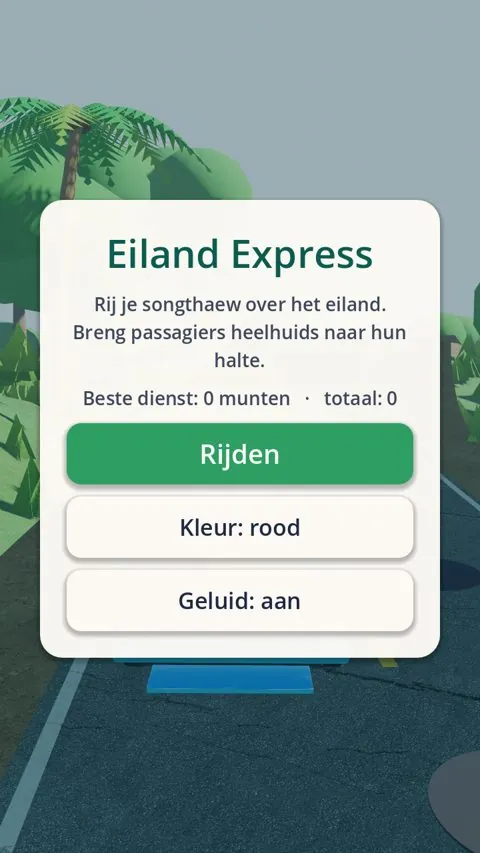 Eiland Express
Rij je songthaew over het eiland.
Breng passagiers heelhuids naar hun
halte.
Beste dienst: 0 munten · totaal: 0
Rijden
Kleur: rood
Geluid: aan